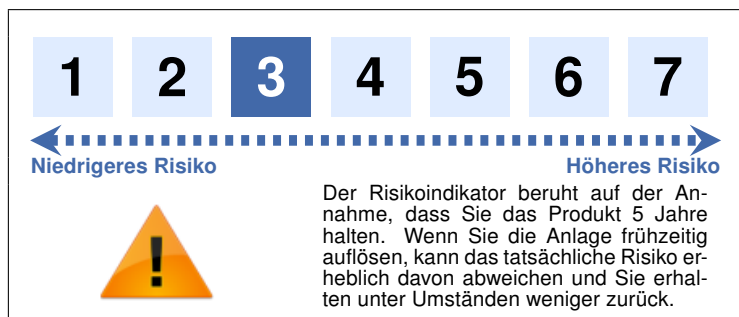 1 2 3 4 5 6 7
Niedrigeres Risiko Höheres Risiko
Der Risikoindikator beruht auf der An-
nahme, dass Sie das Produkt 5 Jahre
halten. Wenn Sie die Anlage frühzeitig
auflösen, kann das tatsächliche Risiko er-
heblich davon abweichen und Sie erhal-
ten unter Umständen weniger zurück.